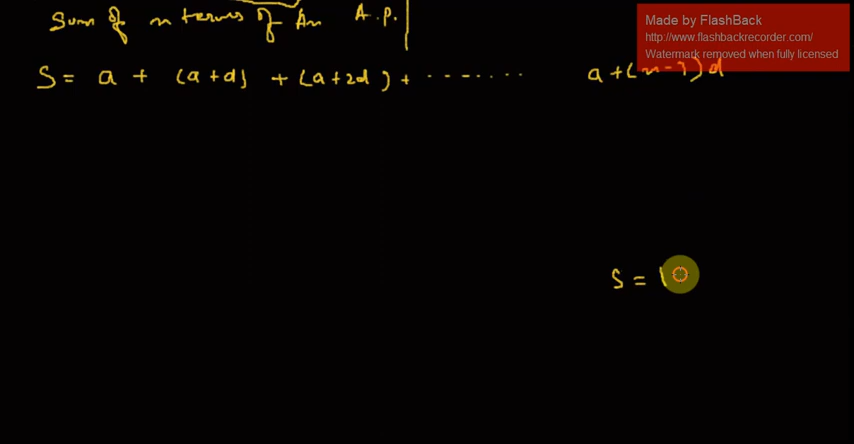 Sum of n terms of An A.P.
S = a + (a+d) + (a+2d) + ....... a+(n-1)d
S = 1
Made by FlashBack
http://www.flashbackrecorder.com/
Watermark removed when fully licensed